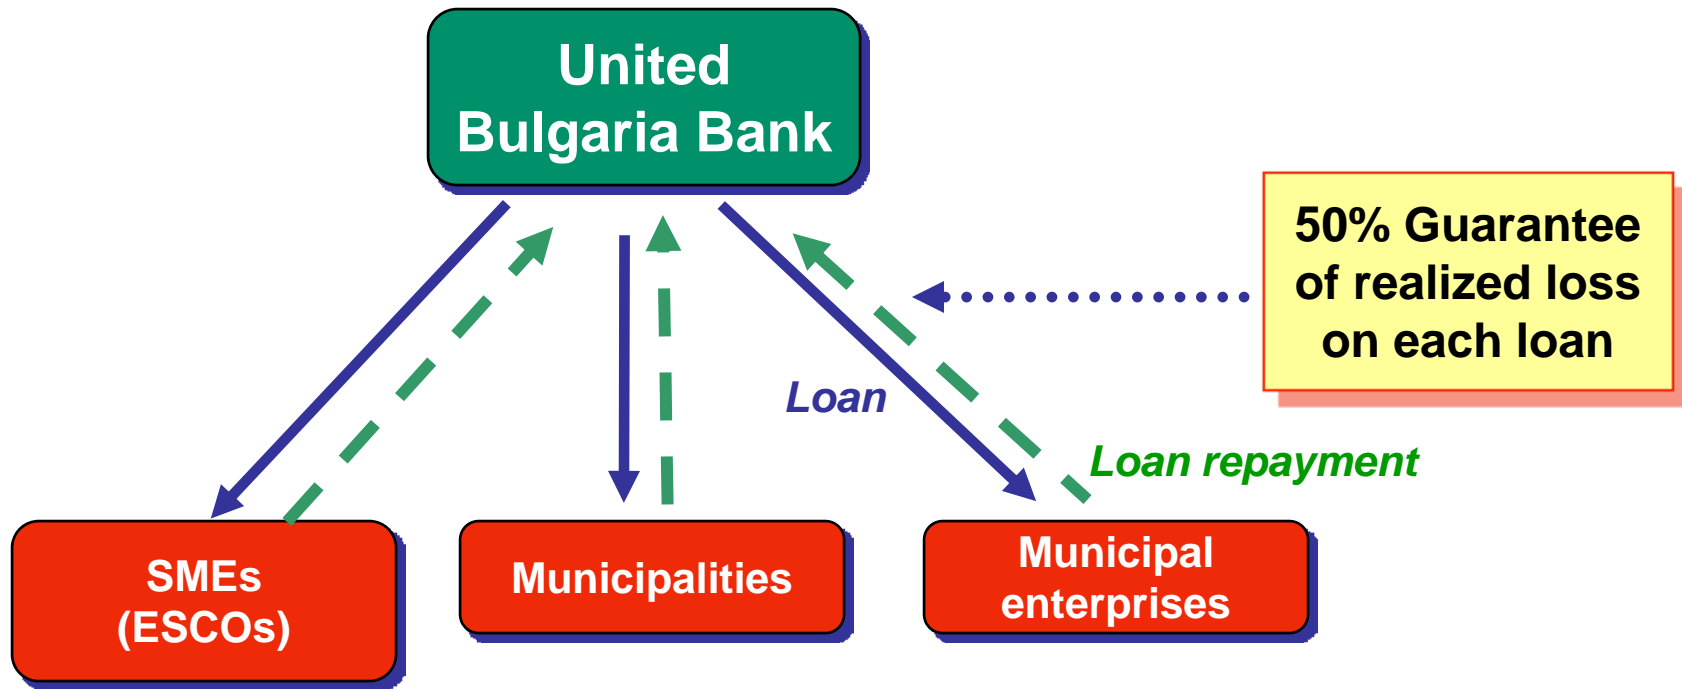 United
Bulgaria Bank
50% Guarantee
of realized loss
on each loan
Loan
Loan repayment
SMEs
(ESCOs)
Municipalities
Municipal
enterprises